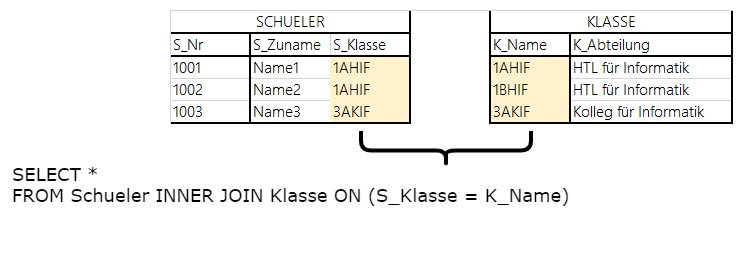 SCHUELER KLASSE
S_Nr S_Zuname S_Klasse K_Name K_Abteilung
1001 Name1 1AHIF 1AHIF HTL für Informatik
1002 Name2 1AHIF 1BHIF HTL für Informatik
1003 Name3 3AKIF 3AKIF Kolleg für Informatik
SELECT *
FROM Schueler INNER JOIN Klasse ON (S_Klasse = K_Name)